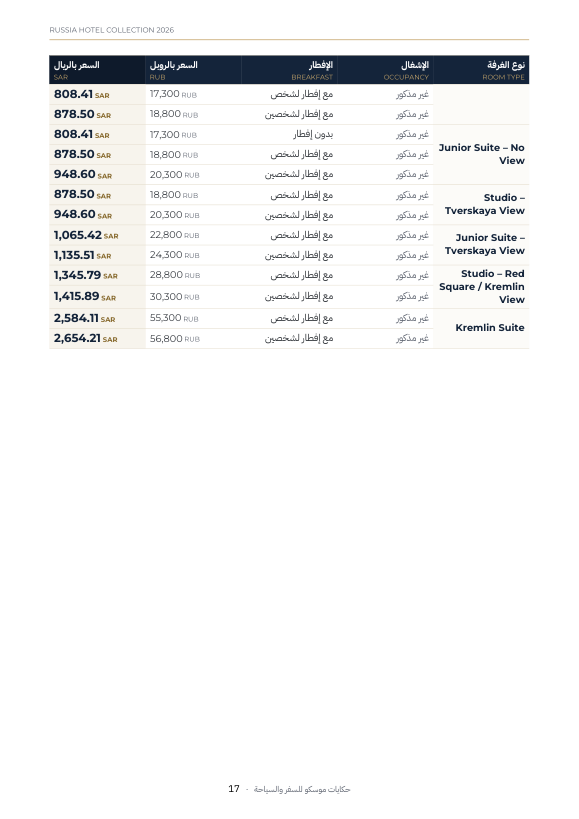 RUSSIA HOTEL COLLECTION 2026
نوع الغرفة الإشغال الإفطار السعر بالروبل السعر بالريال
ROOM TYPE OCCUPANCY BREAKFAST RUB SAR
غير مذكور مع إفطار لشخص 17,300 RUB 808.41 SAR
غير مذكور مع إفطار لشخصين 18,800 RUB 878.50 SAR
Junior Suite – No
View
غير مذكور بدون إفطار 17,300 RUB 808.41 SAR
غير مذكور مع إفطار لشخص 18,800 RUB 878.50 SAR
غير مذكور مع إفطار لشخصين 20,300 RUB 948.60 SAR
Studio –
Tverskaya View
غير مذكور مع إفطار لشخص 18,800 RUB 878.50 SAR
غير مذكور مع إفطار لشخصين 20,300 RUB 948.60 SAR
Junior Suite –
Tverskaya View
غير مذكور مع إفطار لشخص 22,800 RUB 1,065.42 SAR
غير مذكور مع إفطار لشخصين 24,300 RUB 1,135.51 SAR
Studio – Red
Square / Kremlin
View
غير مذكور مع إفطار لشخص 28,800 RUB 1,345.79 SAR
غير مذكور مع إفطار لشخصين 30,300 RUB 1,415.89 SAR
Kremlin Suite
غير مذكور مع إفطار لشخص 55,300 RUB 2,584.11 SAR
غير مذكور مع إفطار لشخصين 56,800 RUB 2,654.21 SAR
حكايات موسكو للسفر والسياحة · 17